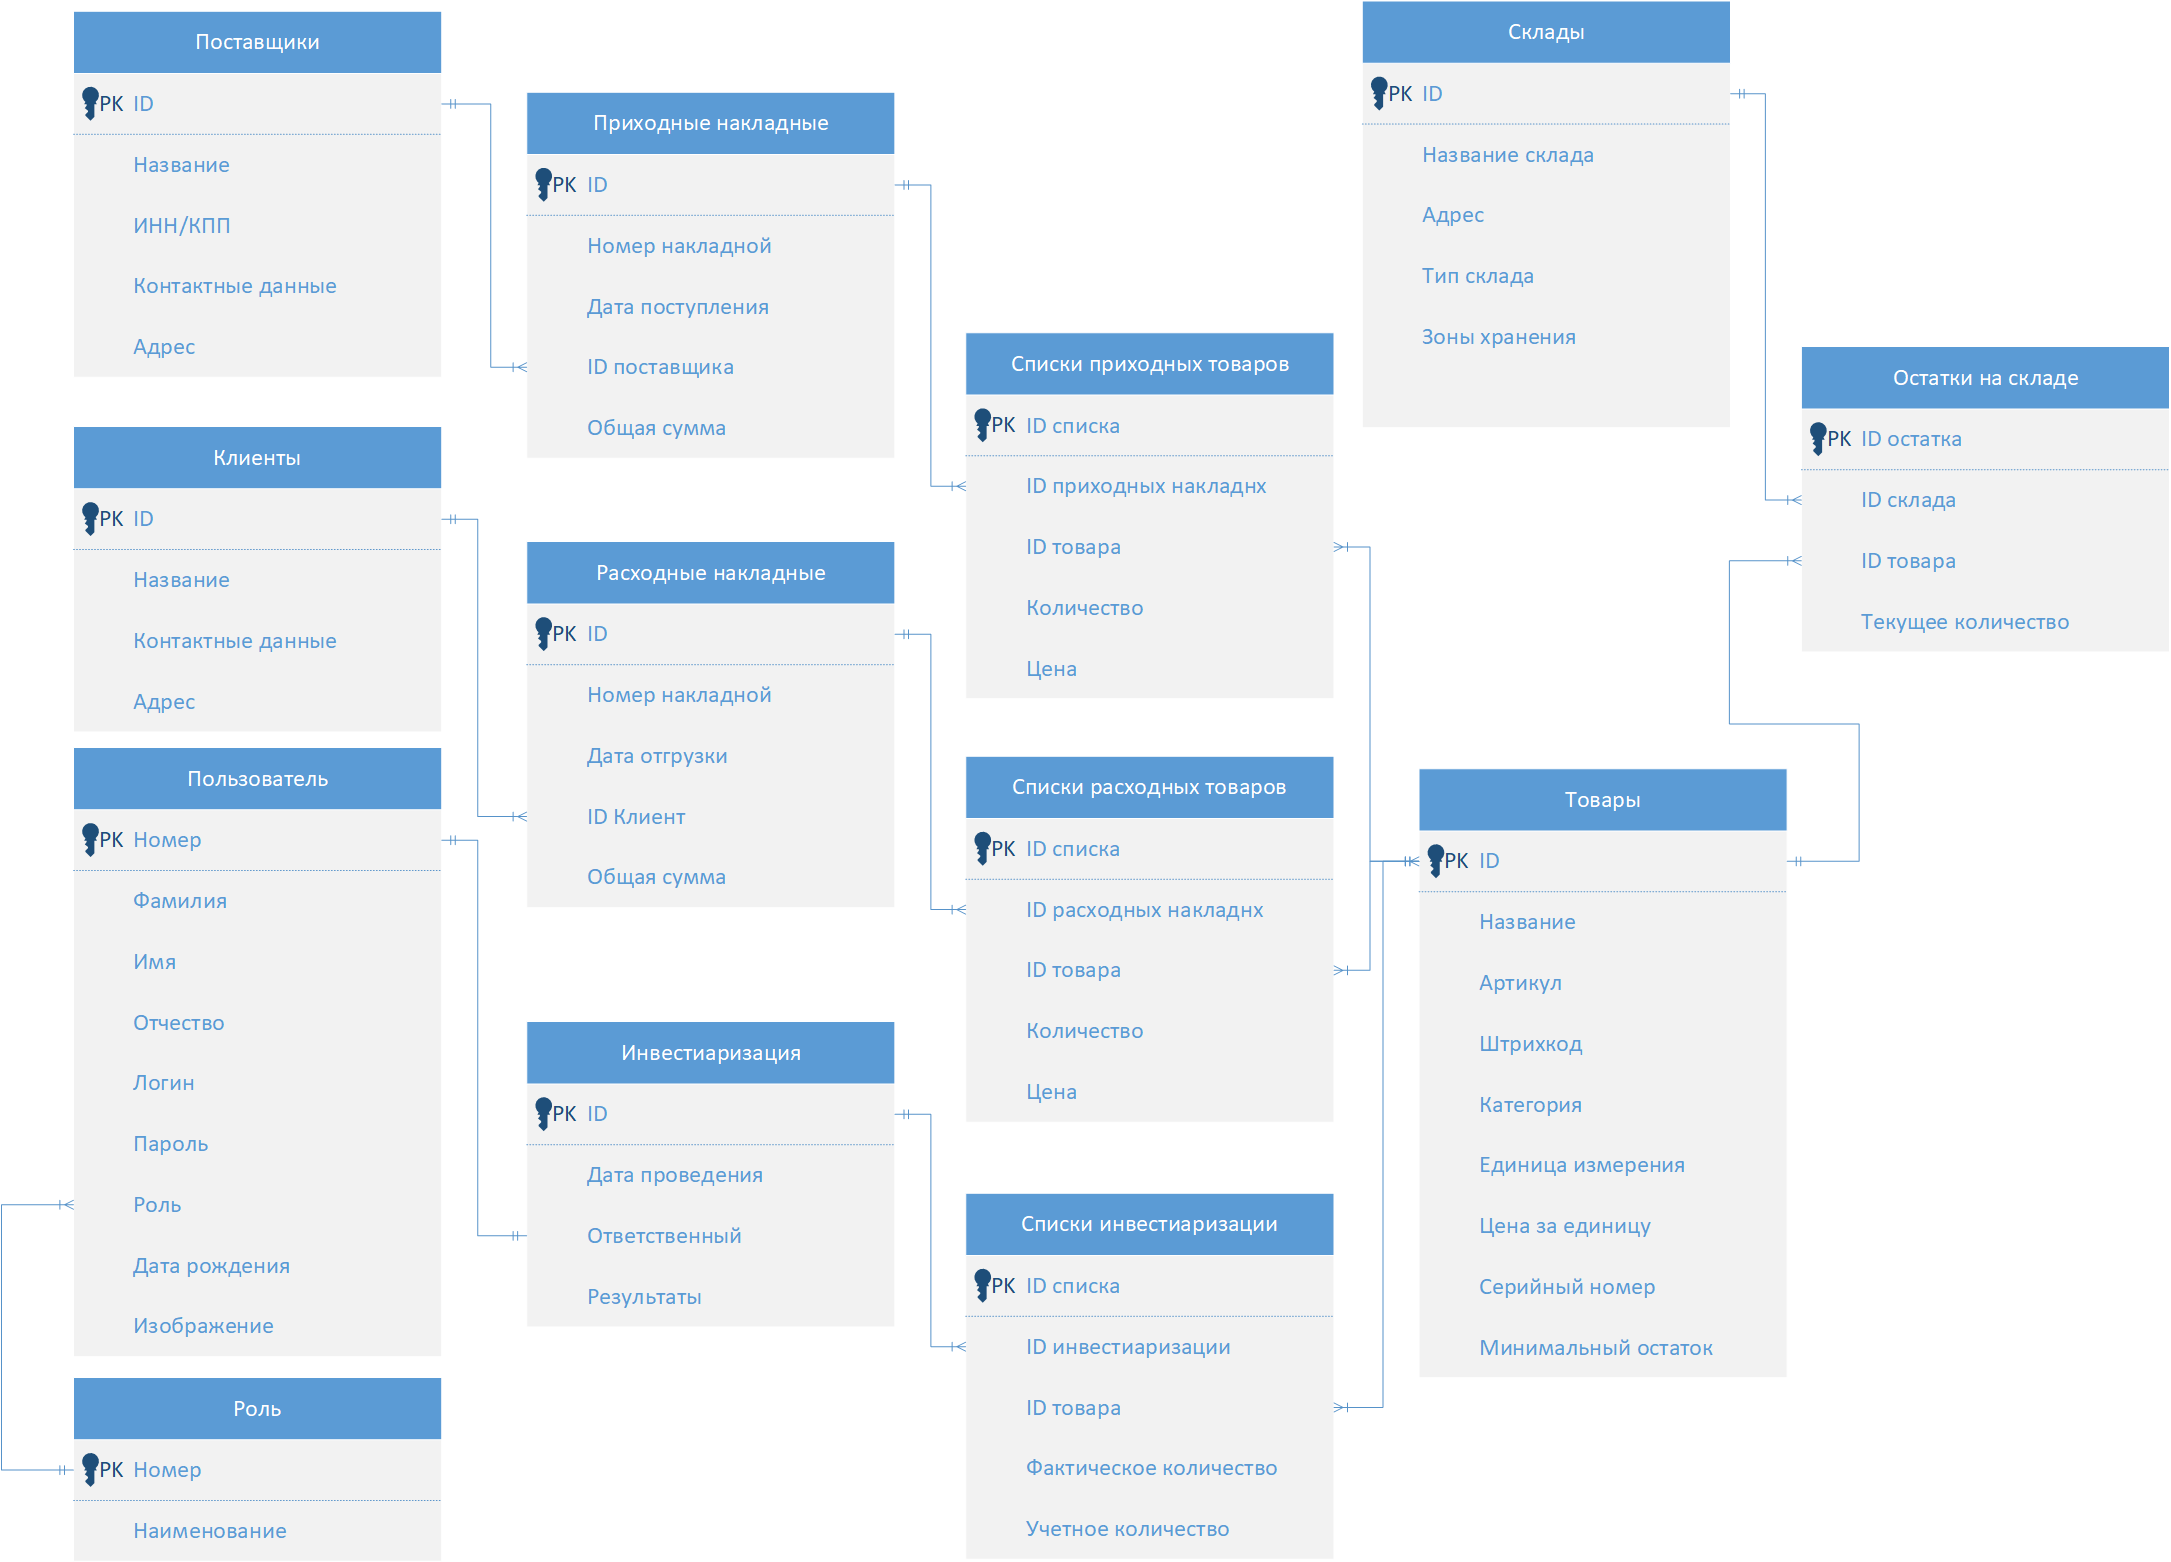 Поставщики
PK ID
Название
ИНН/КПП
Контактные данные
Адрес
Клиенты
PK ID
Название
Контактные данные
Адрес
Пользователь
PK Номер
Фамилия
Имя
Отчество
Логин
Пароль
Роль
Дата рождения
Изображение
Роль
PK Номер
Наименование
Приходные накладные
PK ID
Номер накладной
Дата поступления
ID поставщика
Общая сумма
Расходные накладные
PK ID
Номер накладной
Дата отгрузки
ID Клиент
Общая сумма
Инвестиаризация
PK ID
Дата проведения
Ответственный
Результаты
Списки приходных товаров
PK ID списка
ID приходных накладнх
ID товара
Количество
Цена
Списки расходных товаров
PK ID списка
ID расходных накладнх
ID товара
Количество
Цена
Списки инвестиаризации
PK ID списка
ID инвестиаризации
ID товара
Фактическое количество
Учетное количество
Склады
PK ID
Название склада
Адрес
Тип склада
Зоны хранения
Товары
PK ID
Название
Артикул
Штрихкод
Категория
Единица измерения
Цена за единицу
Серийный номер
Минимальный остаток
Остатки на складе
PK ID остатка
ID склада
ID товара
Текущее количество